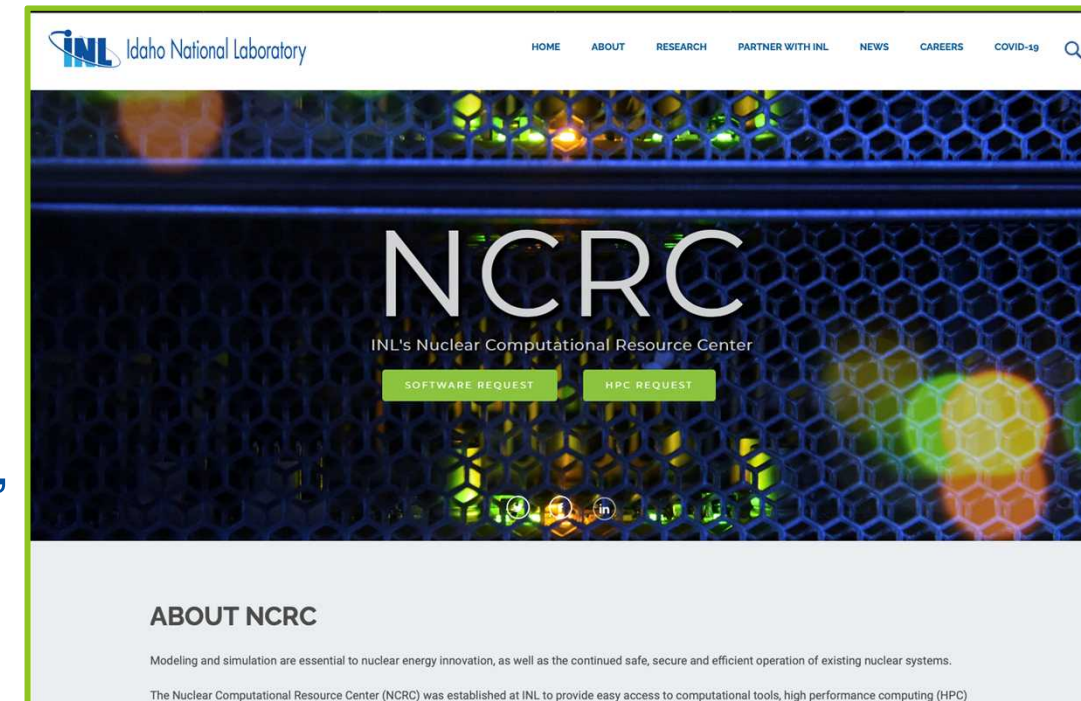 INL Idaho National Laboratory
HOME ABOUT RESEARCH PARTNER WITH INL NEWS CAREERS COVID-19
NCRC
INL's Nuclear Computational Resource Center
SOFTWARE REQUEST HPC REQUEST
in
ABOUT NCRC
Modeling and simulation are essential to nuclear energy innovation, as well as the continued safe, secure and efficient operation of existing nuclear systems.
The Nuclear Computational Resource Center (NCRC) was established at INL to provide easy access to computational tools, high performance computing (HPC)